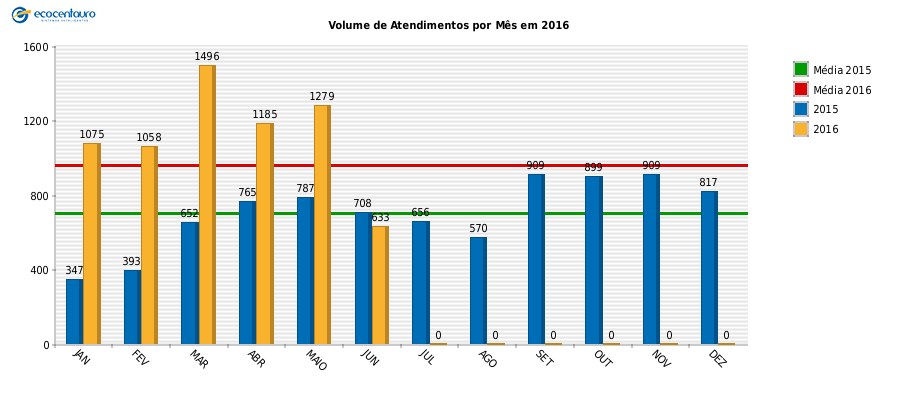 ecocentauro
Volume de Atendimentos por Mês em 2016
1600
1200
800
400
0
347
1075
393
1058
652
1496
765
1185
787
1279
708
633
656
0
570
0
909
0
899
0
909
0
817
0
JAN
FEV
MAR
ABR
MAIO
JUN
JUL
AGO
SET
OUT
NOV
DEZ
Média 2015
Média 2016
2015
2016